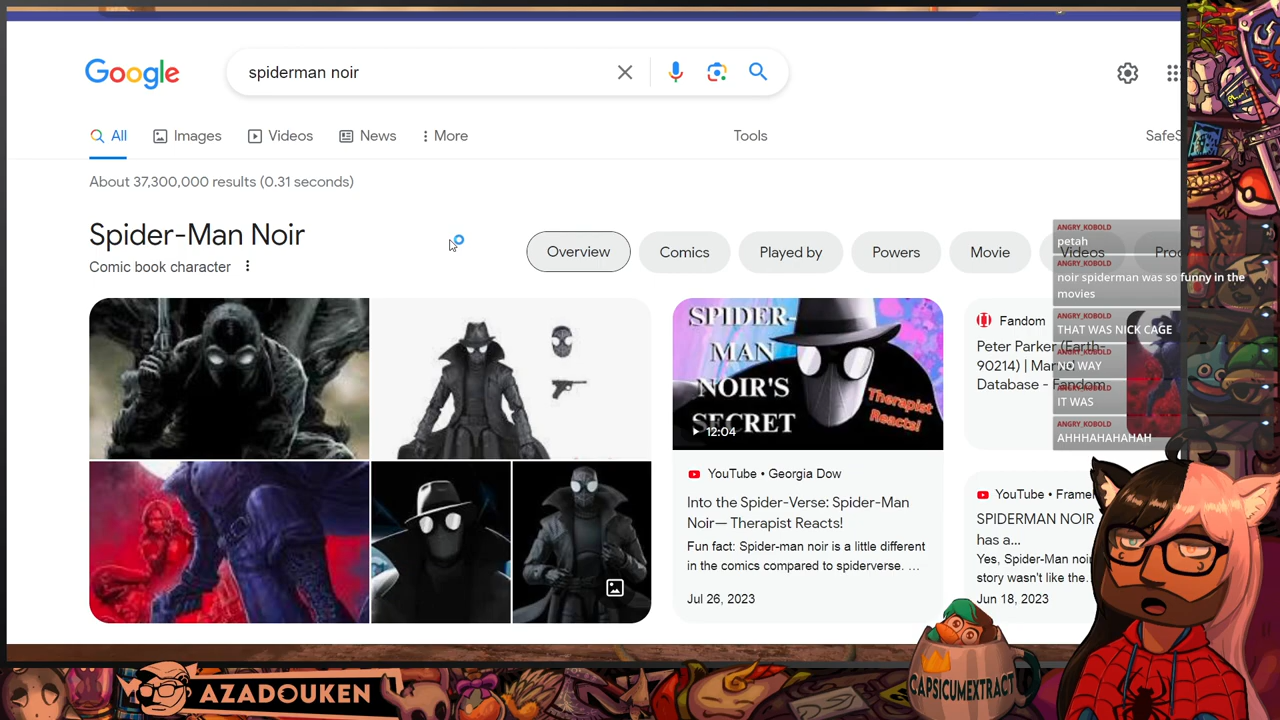 Google
spiderman noir
All
Images
Videos
News
More
Tools
About 37,300,000 results (0.31 seconds)
Spider-Man Noir
Comic book character
Overview
Comics
Played by
Powers
Movie
Videos
SPIDER-
MAN
NOIR'S
SECRET
Therapist
Reacts!
12:04
YouTube • Georgia Dow
Into the Spider-Verse: Spider-Man
Noir— Therapist Reacts!
Fun fact: Spider-man noir is a little different
in the comics compared to spiderverse. ...
Jul 26, 2023
Fandom
Peter Parker (Earth-
90214) |
Database - Fandom
YouTube •
SPIDERMAN NOIR
has a...
Yes, Spider-Man noir
story wasn't like the.
Jun 18, 2023
ANGRY_KOBOLD
petah
ANGRY_KOBOLD
noir spiderman was so funny in the
movies
ANGRY_KOBOLD
THAT WAS NICK CAGE
ANGRY_KOBOLD
NO WAY
ANGRY_KOBOLD
IT WAS
ANGRY_KOBOLD
AHHHAHAHAHAH
AZADOUKEN
CAPSICUMEXTRACT